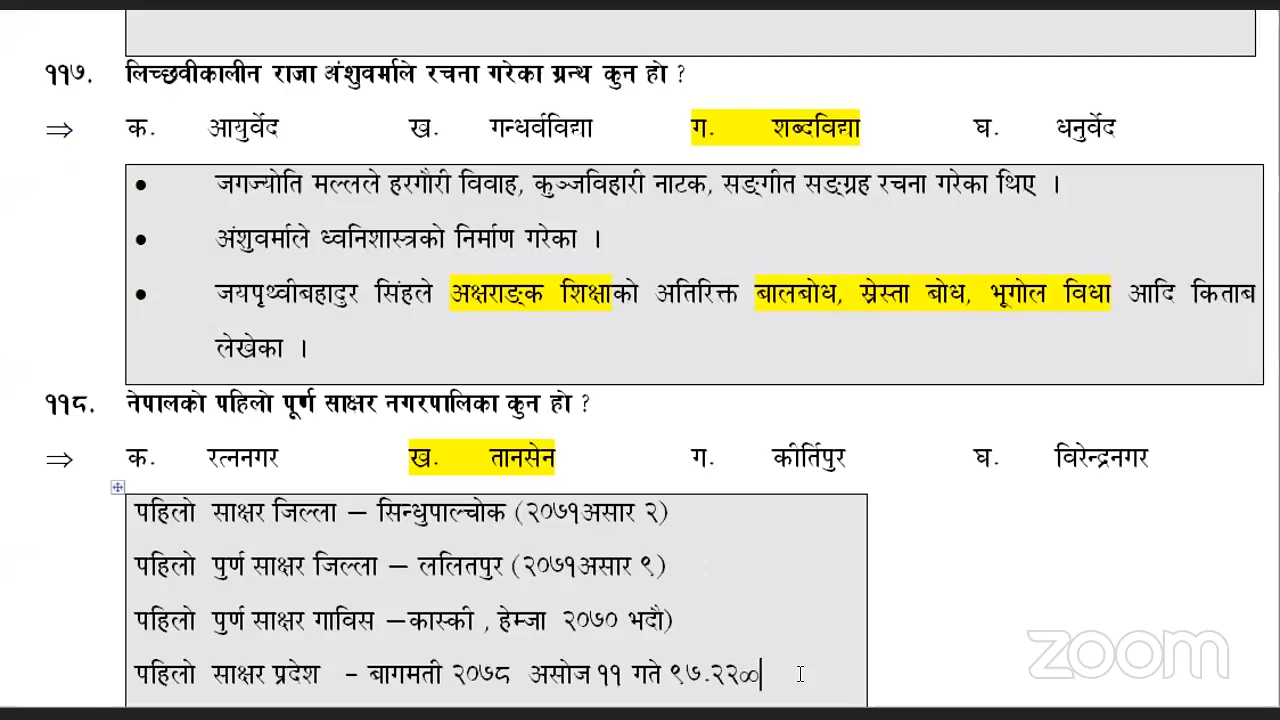 ११७. लिच्छवीकालीन राजा अंशुवर्माले रचना गरेका ग्रन्थ कुन हो ?
⇒ क. आयुर्वेद ख. गन्धर्वविद्या ग. शब्दविद्या घ. धनुर्वेद
• जगज्योति मल्लले हरगौरी विवाह, कुञ्जविहारी नाटक, सङ्गीत सङ्ग्रह रचना गरेका थिए ।
• अंशुवर्माले ध्वनिशास्त्रको निर्माण गरेका ।
• जयपृथ्वीबहादुर सिंहले अक्षराङ्क शिक्षाको अतिरिक्त बालबोध, स्रेस्ता बोध, भूगोल विधा आदि किताब
लेखेका ।
११८. नेपालको पहिलो पूर्ण साक्षर नगरपालिका कुन हो ?
⇒ क. रत्ननगर ख. तानसेन ग. कीर्तिपुर घ. विरेन्द्रनगर
पहिलो साक्षर जिल्ला – सिन्धुपाल्चोक (२०७१असार २)
पहिलो पुर्ण साक्षर जिल्ला – ललितपुर (२०७१असार ९)
पहिलो पुर्ण साक्षर गाविस –कास्की , हेम्जा २०७० भदौ)
पहिलो साक्षर प्रदेश - बागमती २०७८ असोज ११ गते ९७.२२∞
zoom